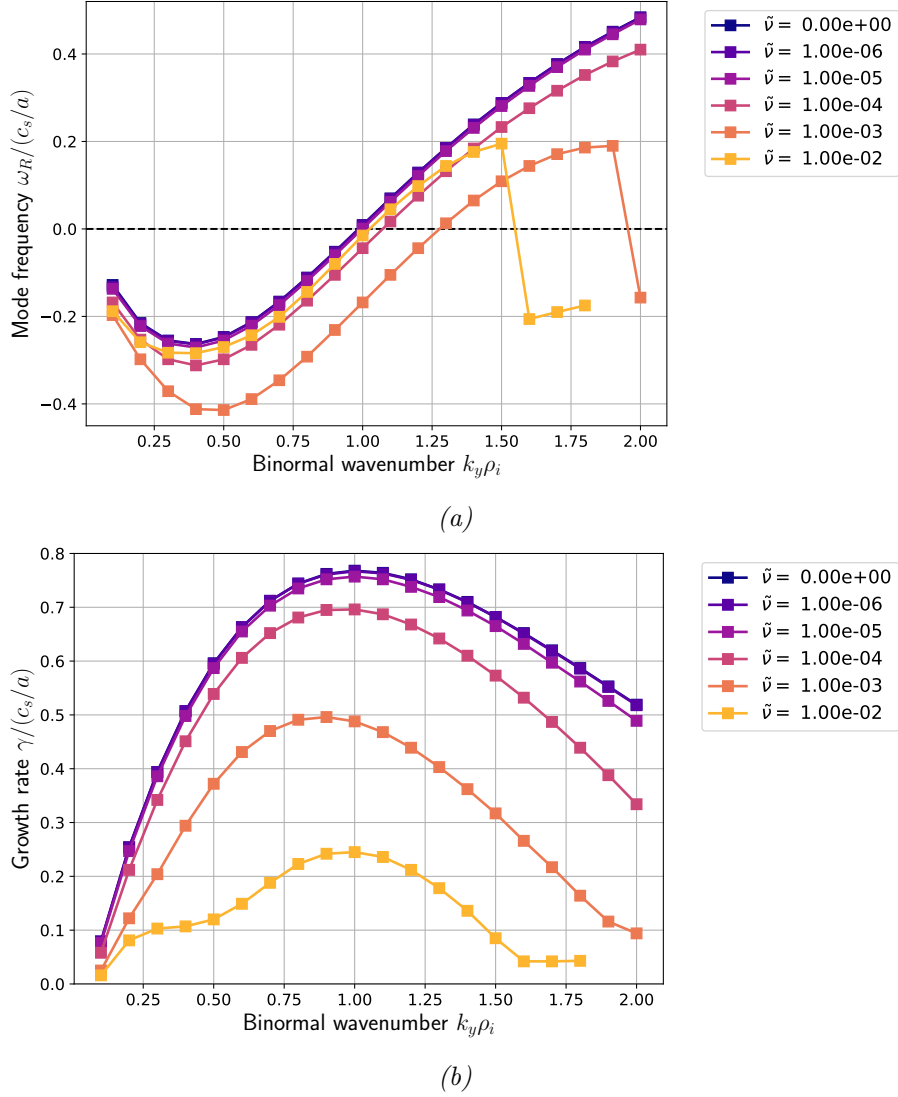 0.4
0.2
0.0
−0.2
−0.4
Mode frequency ω_R/(c_s/a)
0.25 0.50 0.75 1.00 1.25 1.50 1.75 2.00
Binormal wavenumber k_yρ_i
ν̃ = 0.00e+00
ν̃ = 1.00e-06
ν̃ = 1.00e-05
ν̃ = 1.00e-04
ν̃ = 1.00e-03
ν̃ = 1.00e-02
(a)
0.8
0.7
0.6
0.5
0.4
0.3
0.2
0.1
0.0
Growth rate γ/(c_s/a)
0.25 0.50 0.75 1.00 1.25 1.50 1.75 2.00
Binormal wavenumber k_yρ_i
ν̃ = 0.00e+00
ν̃ = 1.00e-06
ν̃ = 1.00e-05
ν̃ = 1.00e-04
ν̃ = 1.00e-03
ν̃ = 1.00e-02
(b)